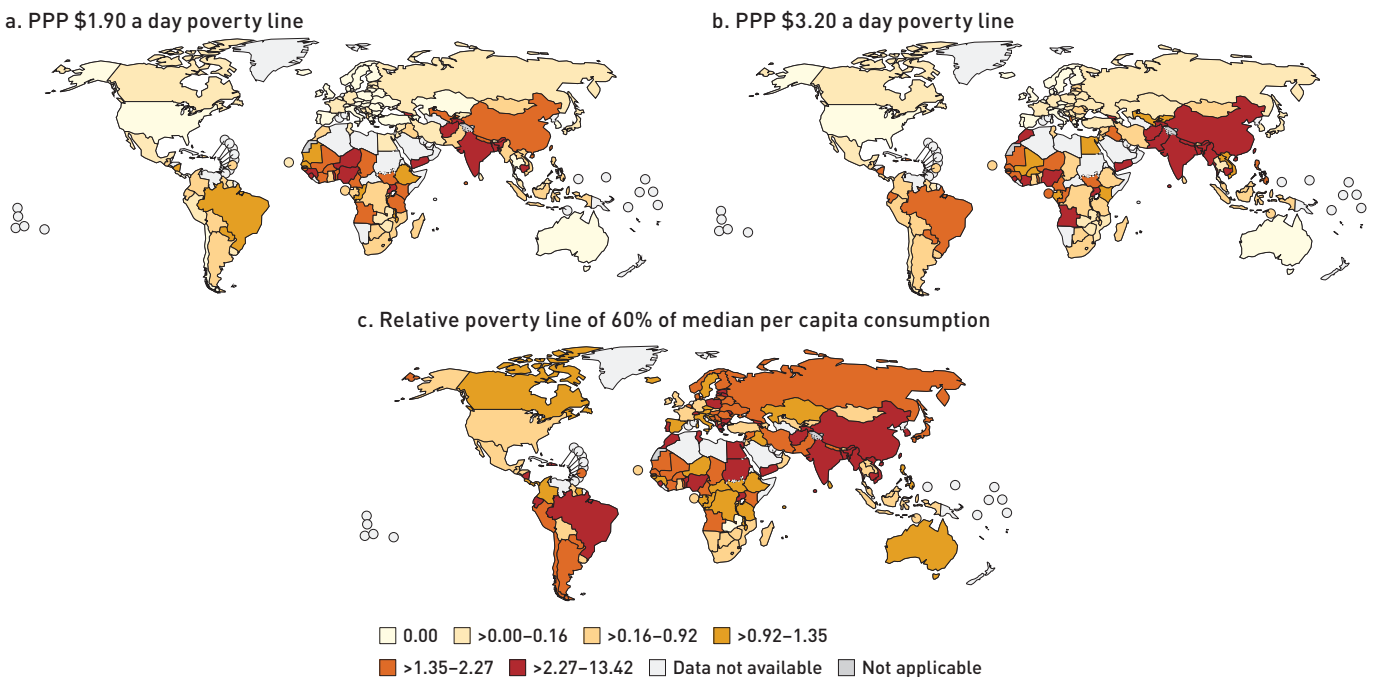 a. PPP $1.90 a day poverty line
b. PPP $3.20 a day poverty line
c. Relative poverty line of 60% of median per capita consumption
0.00 >0.00–0.16 >0.16–0.92 >0.92–1.35
>1.35–2.27 >2.27–13.42 Data not available Not applicable